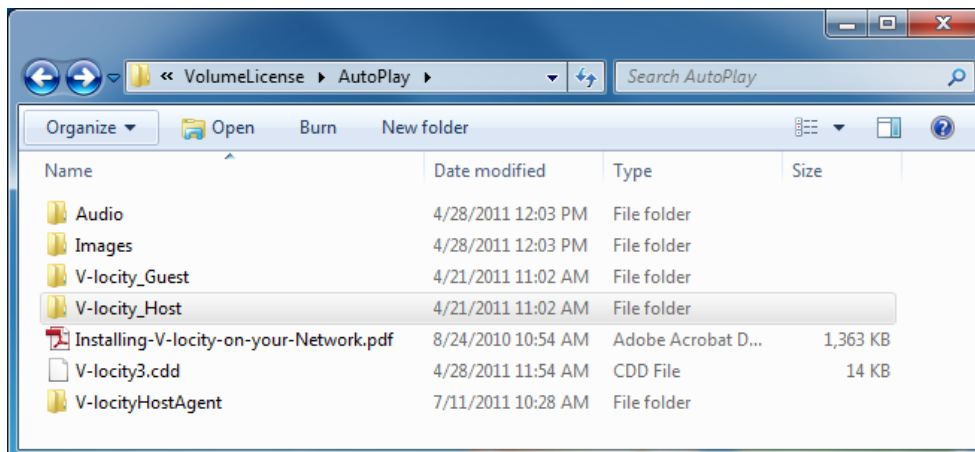 « VolumeLicense ▸ AutoPlay ▸ Search AutoPlay
Organize Open Burn New folder
Name Date modified Type Size
Audio 4/28/2011 12:03 PM File folder
Images 4/28/2011 12:03 PM File folder
V-locity_Guest 4/21/2011 11:02 AM File folder
V-locity_Host 4/21/2011 11:02 AM File folder
Installing-V-locity-on-your-Network.pdf 8/24/2010 10:54 AM Adobe Acrobat D... 1,363 KB
V-locity3.cdd 4/28/2011 11:54 AM CDD File 14 KB
V-locityHostAgent 7/11/2011 10:28 AM File folder